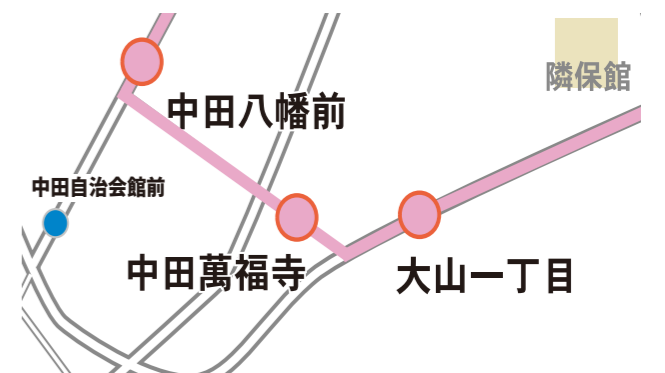 隣保館
中田八幡前
中田自治会館前
中田萬福寺
大山一丁目